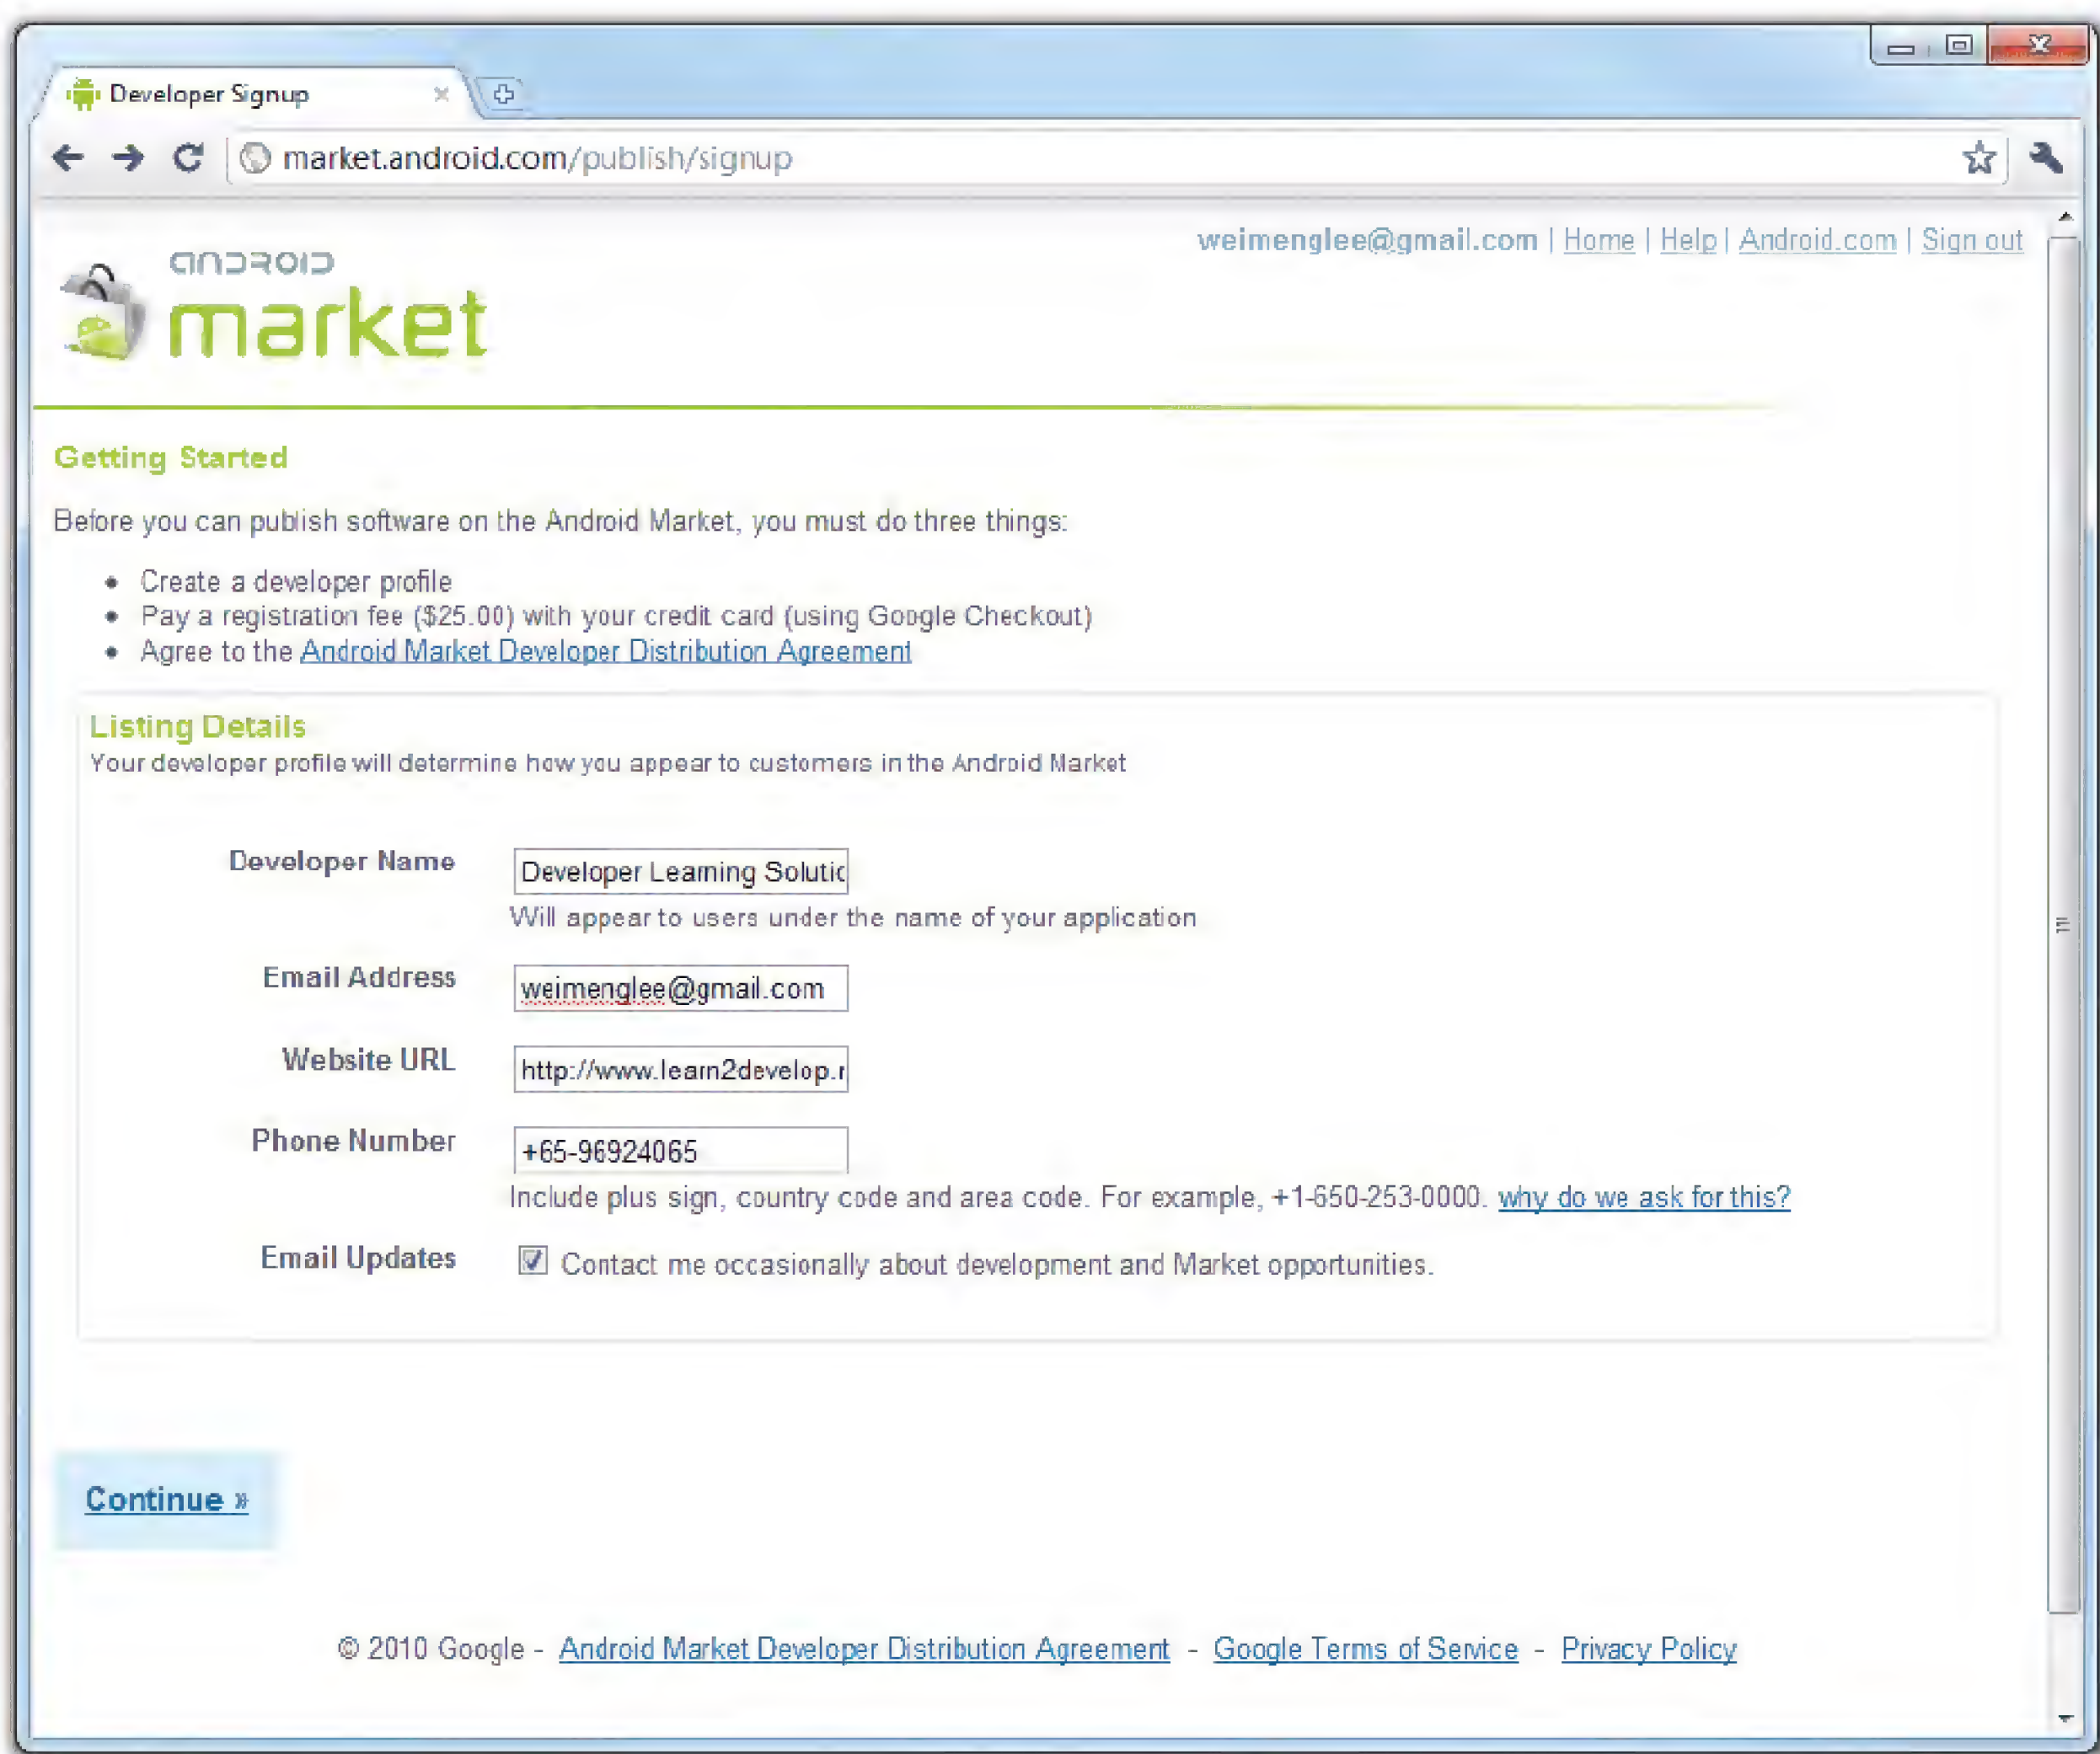 Developer Signup
market.android.com/publish/signup
weimenglee@gmail.com | Home | Help | Android.com | Sign out
android
market
Getting Started
Before you can publish software on the Android Market, you must do three things:
• Create a developer profile
• Pay a registration fee ($25.00) with your credit card (using Google Checkout)
• Agree to the Android Market Developer Distribution Agreement
Listing Details
Your developer profile will determine how you appear to customers in the Android Market
Developer Name Developer Learning Solutic
Will appear to users under the name of your application
Email Address weimenglee@gmail.com
Website URL http://www.learn2develop.r
Phone Number +65-96924065
Include plus sign, country code and area code. For example, +1-650-253-0000. why do we ask for this?
Email Updates Contact me occasionally about development and Market opportunities.
Continue »
© 2010 Google - Android Market Developer Distribution Agreement - Google Terms of Service - Privacy Policy